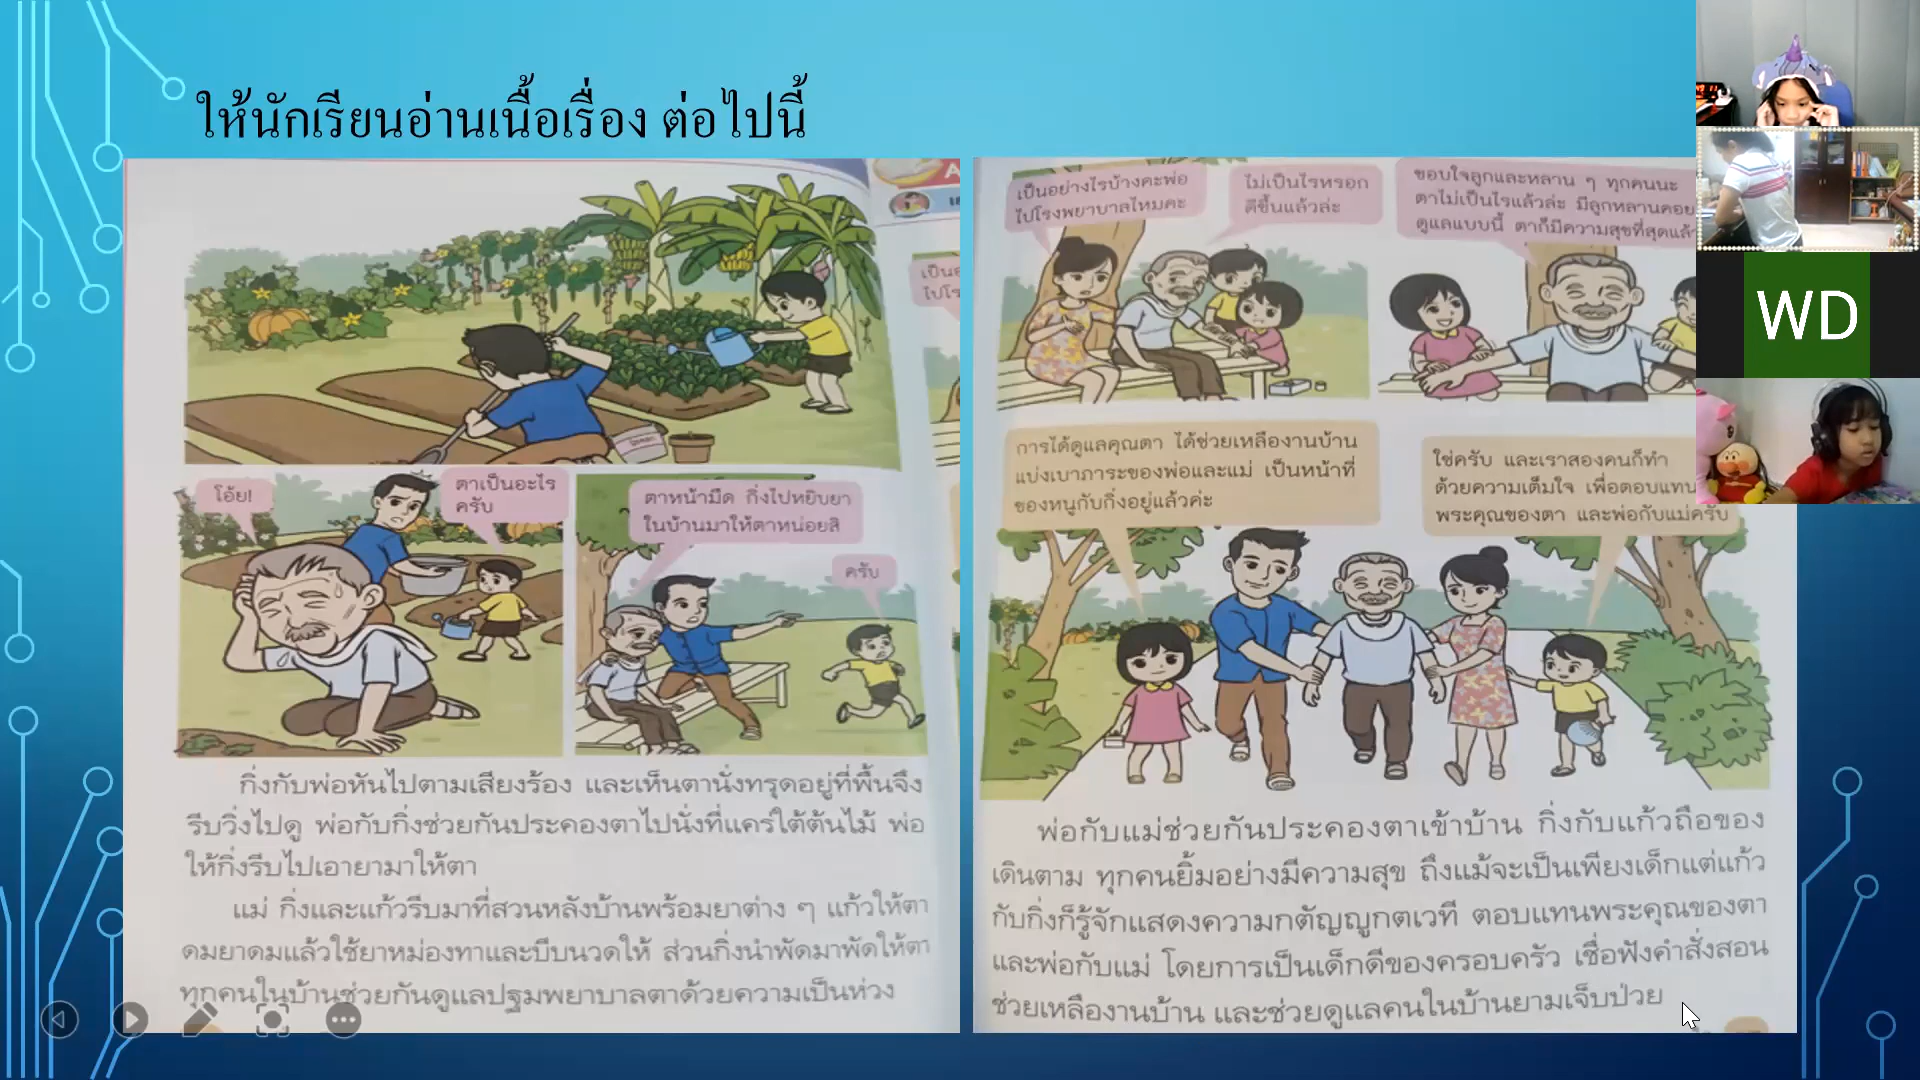 ให้นักเรียนอ่านเนื้อเรื่อง ต่อไปนี้
โอ้ย!
ตาเป็นอะไร
ครับ
ตาหน้ามืด กิ่งไปหยิบยา
ในบ้านมาให้ตาหน่อยสิ
ครับ
กิ่งกับพ่อหันไปตามเสียงร้อง และเห็นตานั่งทรุดอยู่ที่พื้นจึง
รีบวิ่งไปดู พ่อกับกิ่งช่วยกันประคองตาไปนั่งที่แคร่ใต้ต้นไม้ พ่อ
ให้กิ่งรีบไปเอายามาให้ตา
แม่ กิ่งและแก้วรีบมาที่สวนหลังบ้านพร้อมยาต่าง ๆ แก้วให้ตา
ดมยาดมแล้วใช้ยาหม่องทาและบีบนวดให้ ส่วนกิ่งนำพัดมาพัดให้ตา
ทุกคนในบ้านช่วยกันดูแลปฐมพยาบาลตาด้วยความเป็นห่วง
เป็นอย่างไรบ้างคะพ่อ
ไปโรงพยาบาลไหมคะ
ไม่เป็นไรหรอก
ดีขึ้นแล้วล่ะ
ขอบใจลูกและหลาน ๆ ทุกคนนะ
ตาไม่เป็นไรแล้วล่ะ มีลูกหลานคอย
ดูแลแบบนี้ ตาก็มีความสุขที่สุดแล้ว
การได้ดูแลคุณตา ได้ช่วยเหลืองานบ้าน
แบ่งเบาภาระของพ่อและแม่ เป็นหน้าที่
ของหนูกับกิ่งอยู่แล้วค่ะ
ใช่ครับ และเราสองคนก็ทำ
ด้วยความเต็มใจ เพื่อตอบแทน
พระคุณของตา และพ่อกับแม่ครับ
พ่อกับแม่ช่วยกันประคองตาเข้าบ้าน กิ่งกับแก้วถือของ
เดินตาม ทุกคนยิ้มอย่างมีความสุข ถึงแม้จะเป็นเพียงเด็กแต่แก้ว
กับกิ่งก็รู้จักแสดงความกตัญญูกตเวที ตอบแทนพระคุณของตา
และพ่อกับแม่ โดยการเป็นเด็กดีของครอบครัว เชื่อฟังคำสั่งสอน
ช่วยเหลืองานบ้าน และช่วยดูแลคนในบ้านยามเจ็บป่วย
WD